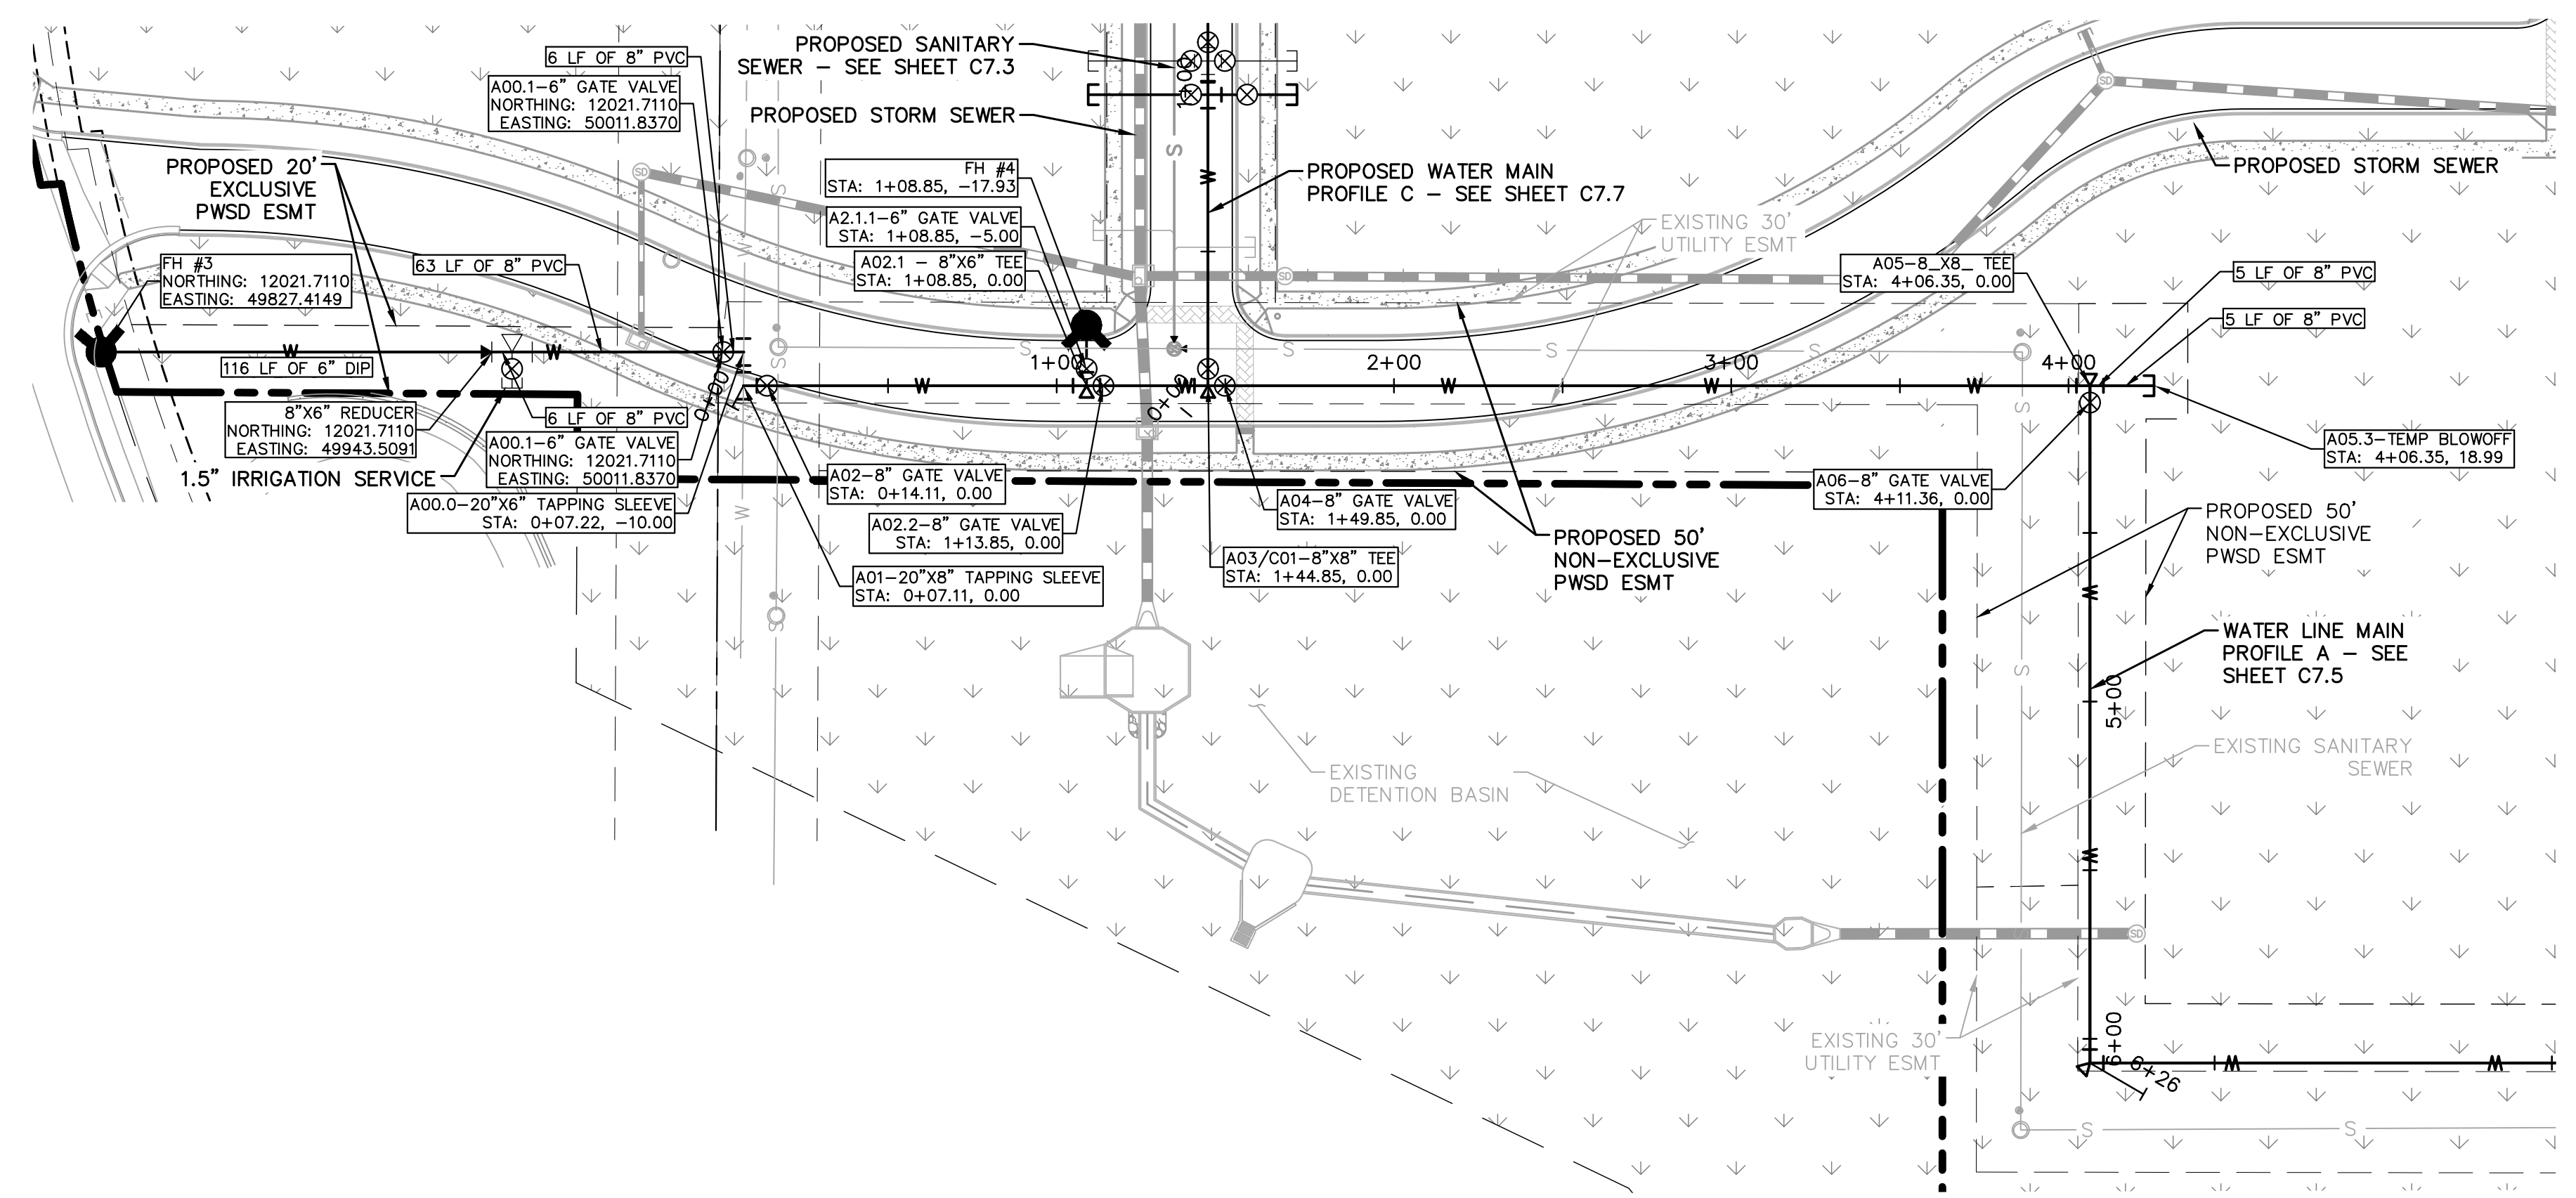 6 LF OF 8" PVC
A00.1-6" GATE VALVE
NORTHING: 12021.7110
EASTING: 50011.8370
PROPOSED SANITARY
SEWER - SEE SHEET C7.3
PROPOSED STORM SEWER
1+00
PROPOSED 20'
EXCLUSIVE
PWSD ESMT
FH #4
STA: 1+08.85, -17.93
A2.1.1-6" GATE VALVE
STA: 1+08.85, -5.00
A02.1 - 8"X6" TEE
STA: 1+08.85, 0.00
PROPOSED WATER MAIN
PROFILE C - SEE SHEET C7.7
EXISTING 30'
UTILITY ESMT
SD
SD
SD
PROPOSED STORM SEWER
FH #3
NORTHING: 12021.7110
EASTING: 49827.4149
63 LF OF 8" PVC
A05-8_X8_ TEE
STA: 4+06.35, 0.00
5 LF OF 8" PVC
5 LF OF 8" PVC
116 LF OF 6" DIP
W
W
W
W
W
W
W
W
S
S
S
S
S
0+00
1+00
0+00
2+00
3+00
4+00
8"X6" REDUCER
NORTHING: 12021.7110
EASTING: 49943.5091
6 LF OF 8" PVC
A00.1-6" GATE VALVE
NORTHING: 12021.7110
EASTING: 50011.8370
1.5" IRRIGATION SERVICE
A00.0-20"X6" TAPPING SLEEVE
STA: 0+07.22, -10.00
A02-8" GATE VALVE
STA: 0+14.11, 0.00
A02.2-8" GATE VALVE
STA: 1+13.85, 0.00
A01-20"X8" TAPPING SLEEVE
STA: 0+07.11, 0.00
A04-8" GATE VALVE
STA: 1+49.85, 0.00
A03/C01-8"X8" TEE
STA: 1+44.85, 0.00
PROPOSED 50'
NON-EXCLUSIVE
PWSD ESMT
A06-8" GATE VALVE
STA: 4+11.36, 0.00
A05.3-TEMP BLOWOFF
STA: 4+06.35, 18.99
PROPOSED 50'
NON-EXCLUSIVE
PWSD ESMT
WATER LINE MAIN
PROFILE A - SEE
SHEET C7.5
5+00
EXISTING SANITARY
SEWER
EXISTING
DETENTION BASIN
SD
EXISTING 30'
UTILITY ESMT
6+00
6+26
W
W
S
S